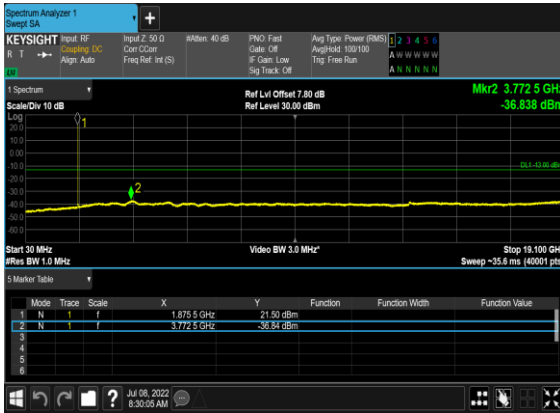 Spectrum Analyzer 1
Swept SA
+
KEYSIGHT Input: RF Input Z: 50 Ω #Atten: 40 dB PNO: Fast Avg Type: Power (RMS) 1 2 3 4 5 6
R T Coupling: DC Corr CCorr Gate: Off Avg|Hold: 100/100 A W W W W W
Align: Auto Freq Ref: Int (S) IF Gain: Low Trig: Free Run
Sig Track: Off A N N N N N
1 Spectrum Ref Lvl Offset 7.80 dB Mkr2 3.772 5 GHz
Scale/Div 10 dB Ref Level 30.00 dBm -36.838 dBm
Log
1
20.0
10.0
0.00
-10.0 DL1 -13.00 dBm
-20.0
-30.0 2
-40.0
-50.0
-60.0
Start 30 MHz Video BW 3.0 MHz* Stop 19.100 GHz
#Res BW 1.0 MHz Sweep ~35.6 ms (40001 pts)
5 Marker Table
Mode Trace Scale X Y Function Function Width Function Value
1 N 1 f 1.875 5 GHz 21.50 dBm
2 N 1 f 3.772 5 GHz -36.84 dBm
3
4
5
6
? Jul 08, 2022
8:30:05 AM